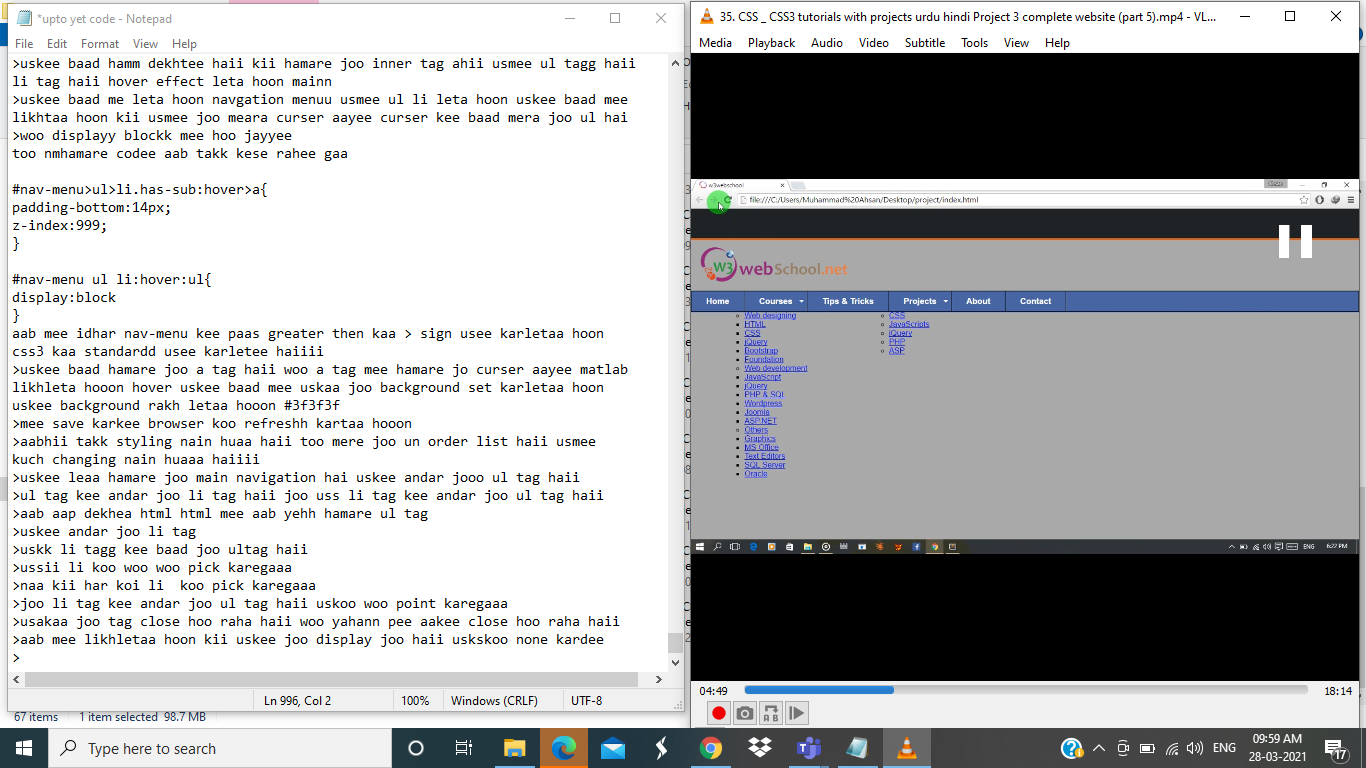 *upto yet code - Notepad
File Edit Format View Help
>uskee baad hamm dekhtee haii kii hamare joo inner tag ahii usmee ul tagg haii
li tag haii hover effect leta hoon mainn
>uskee baad me leta hoon navgation menuu usmee ul li leta hoon uskee baad mee
likhtaa hoon kii usmee joo meara curser aayee curser kee baad mera joo ul hai
>woo displayy blockk mee hoo jayyee
too nmhamare codee aab takk kese rahee gaa
#nav-menu>ul>li.has-sub:hover>a{
padding-bottom:14px;
z-index:999;
}
#nav-menu ul li:hover:ul{
display:block
}
aab mee idhar nav-menu kee paas greater then kaa > sign usee karletaa hoon
css3 kaa standardd usee karletee haiiii
>uskee baad hamare joo a tag haii woo a tag mee hamare jo curser aayee matlab
likhleta hooon hover uskee baad mee uskaa joo background set karletaa hoon
uskee background rakh letaa hooon #3f3f3f
>mee save karkee browser koo refreshh kartaa hooon
>aabhii takk styling nain huaa haii too mere joo un order list haii usmee
kuch changing nain huaaa haiiii
>uskee leaa hamare joo main navigation hai uskee andar jooo ul tag haii
>ul tag kee andar joo li tag haii joo uss li tag kee andar joo ul tag haii
>aab aap dekhea html html mee aab yehh hamare ul tag
>uskee andar joo li tag
>uskk li tagg kee baad joo ultag haii
>ussii li koo woo woo pick karegaaa
>naa kii har koi li  koo pick karegaaa
>joo li tag kee andar joo ul tag haii uskoo woo point karegaaa
>usakaa joo tag close hoo raha haii woo yahann pee aakee close hoo raha haii
>aab mee likhletaa hoon kii uskee joo display joo haii uskskoo none kardee
>
Ln 996, Col 2 100% Windows (CRLF) UTF-8
67 items 1 item selected 98.7 MB
35. CSS _ CSS3 tutorials with projects urdu hindi Project 3 complete website (part 5).mp4 - VL...
Media Playback Audio Video Subtitle Tools View Help
w3webschool
file:///C:/Users/Muhammad%20Ahsan/Desktop/project/index.html
W3webSchool.net
Home Courses Tips & Tricks Projects About Contact
Web designing
HTML
CSS
jQuery
Bootstrap
Foundation
Web development
JavaScript
jQuery
PHP & SQL
Wordpress
Joomla
ASP.NET
Others
Graphics
MS Office
Text Editors
SQL Server
Oracle
CSS
JavaScripts
jQuery
PHP
ASP
ENG 6:22 PM
04:49 18:14
A B
Type here to search
ENG
09:59 AM
28-03-2021
17